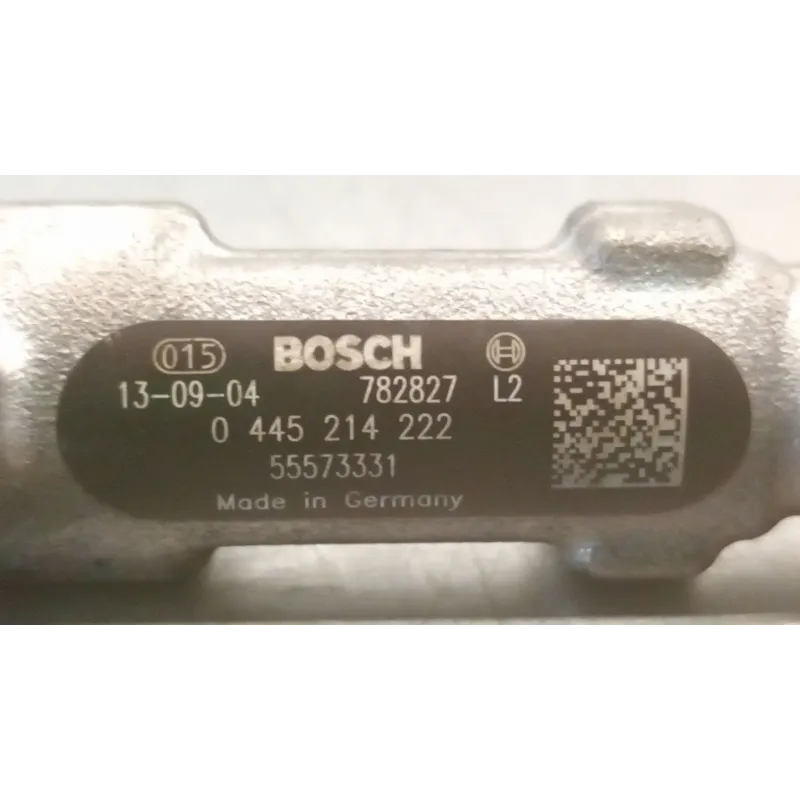 015 BOSCH
13-09-04 782827 L2
0 445 214 222
55573331
Made in Germany